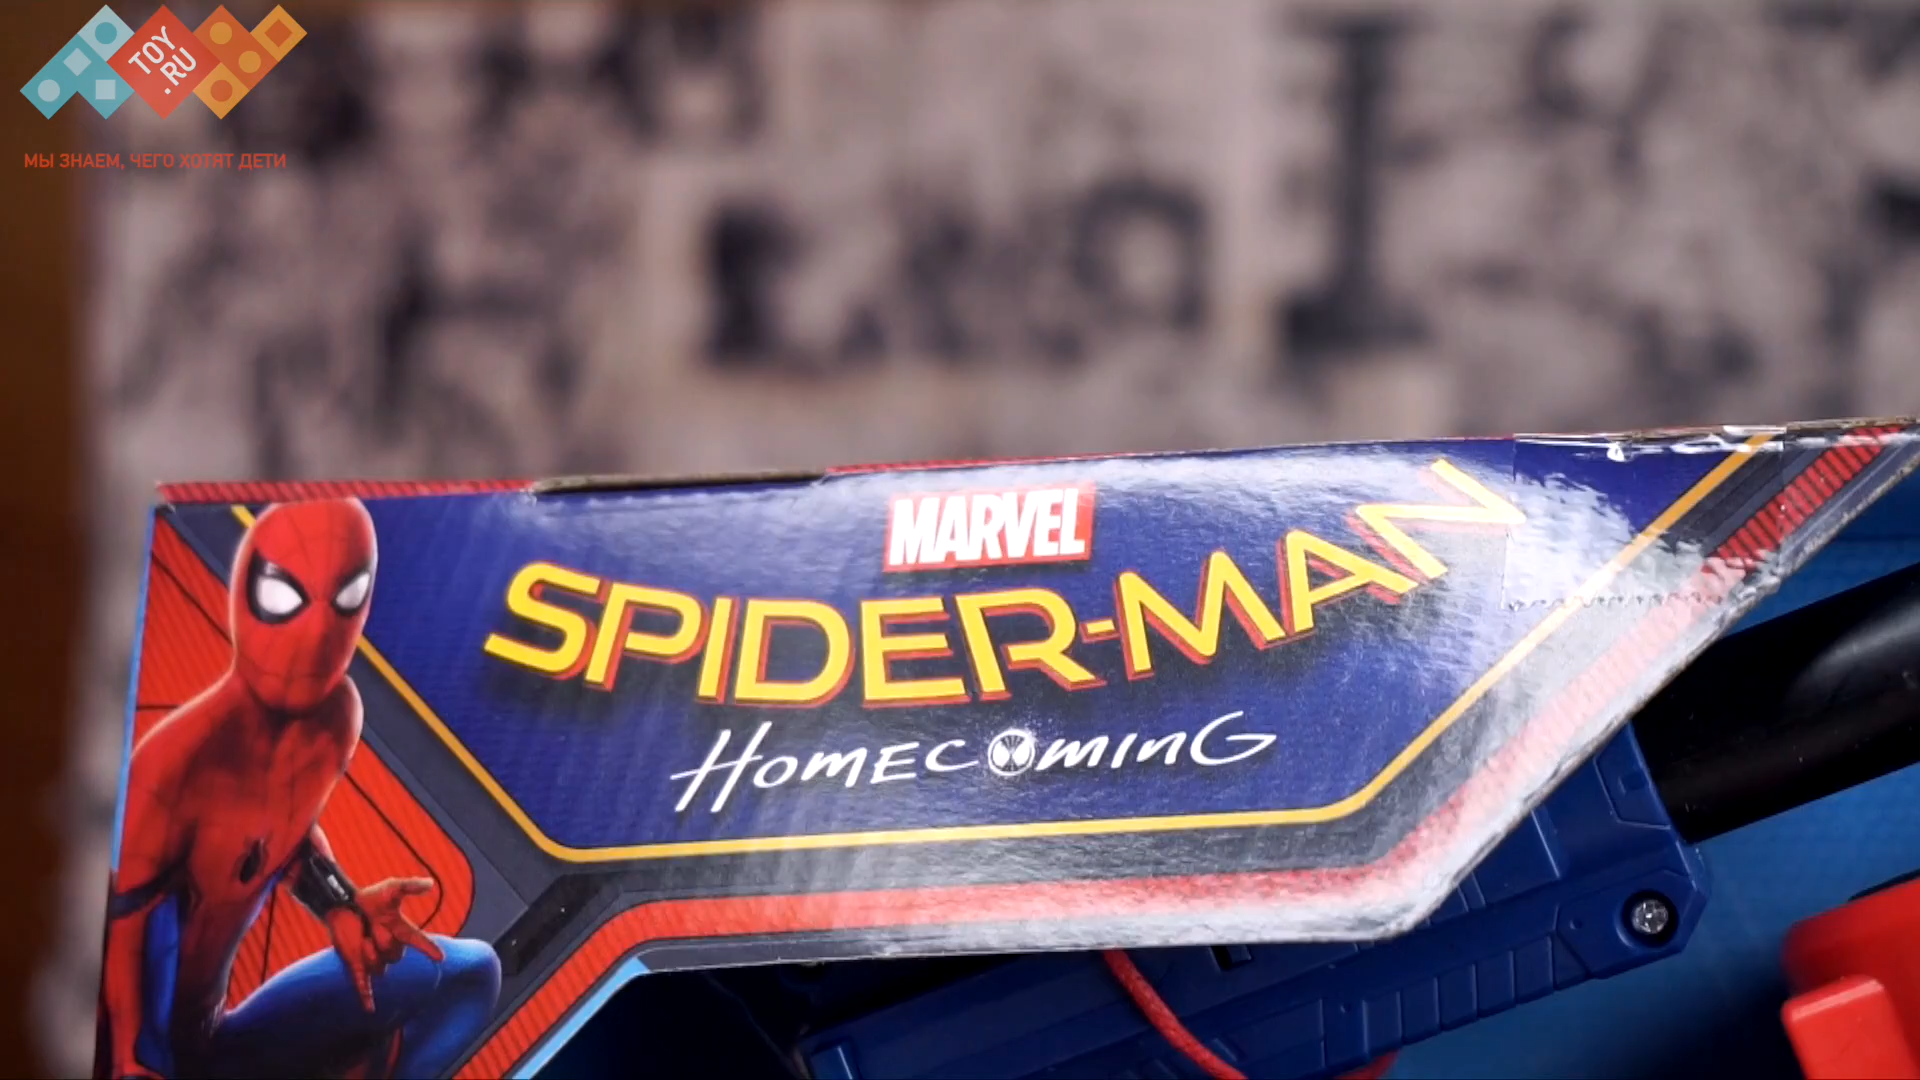 TOY
.RU
МЫ ЗНАЕМ, ЧЕГО ХОТЯТ ДЕТИ
MARVEL
SPIDER-MAN
HOMECOMING